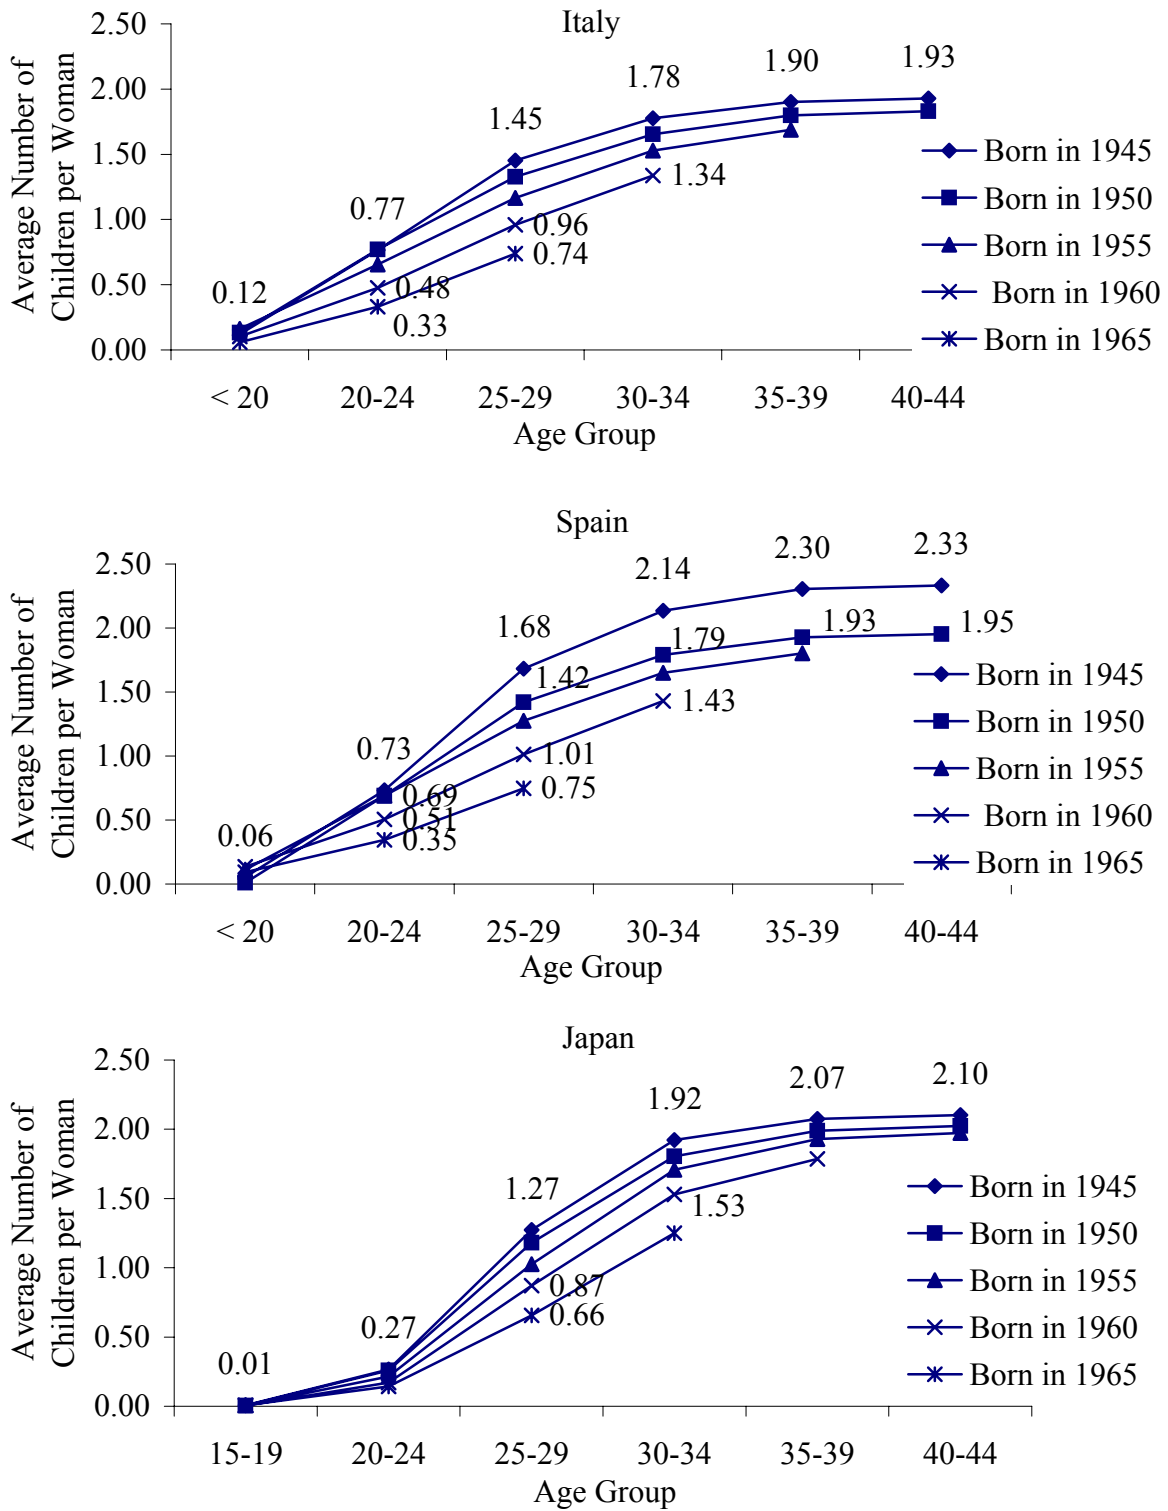 Italy
Average Number of
Children per Woman
2.50
2.00
1.50
1.00
0.50
0.00
0.12
0.77
1.45
1.78
1.90
1.93
1.34
0.96
0.74
0.48
0.33
Born in 1945
Born in 1950
Born in 1955
Born in 1960
Born in 1965
< 20 20-24 25-29 30-34 35-39 40-44
Age Group
Spain
Average Number of
Children per Woman
2.50
2.00
1.50
1.00
0.50
0.00
0.06
0.73
1.68
2.14
2.30
2.33
1.42
1.79
1.93
1.95
1.43
1.01
0.75
0.69
0.51
0.35
Born in 1945
Born in 1950
Born in 1955
Born in 1960
Born in 1965
< 20 20-24 25-29 30-34 35-39 40-44
Age Group
Japan
Average Number of
Children per Woman
2.50
2.00
1.50
1.00
0.50
0.00
0.01
0.27
1.27
1.92
2.07
2.10
1.53
0.87
0.66
Born in 1945
Born in 1950
Born in 1955
Born in 1960
Born in 1965
15-19 20-24 25-29 30-34 35-39 40-44
Age Group